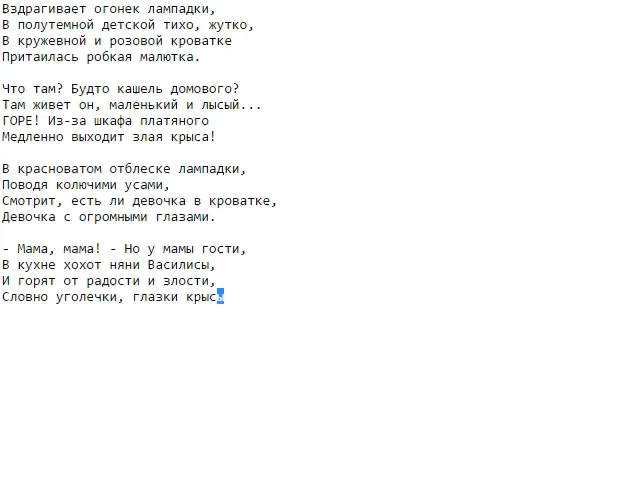 Вздрагивает огонек лампадки,
В полутемной детской тихо, жутко,
В кружевной и розовой кроватке
Притаилась робкая малютка.

Что там? Будто кашель домового?
Там живет он, маленький и лысый...
ГОРЕ! Из-за шкафа платяного
Медленно выходит злая крыса!

В красноватом отблеске лампадки,
Поводя колючими усами,
Смотрит, есть ли девочка в кроватке,
Девочка с огромными глазами.

- Мама, мама! - Но у мамы гости,
В кухне хохот няни Василисы,
И горят от радости и злости,
Словно уголечки, глазки крысы